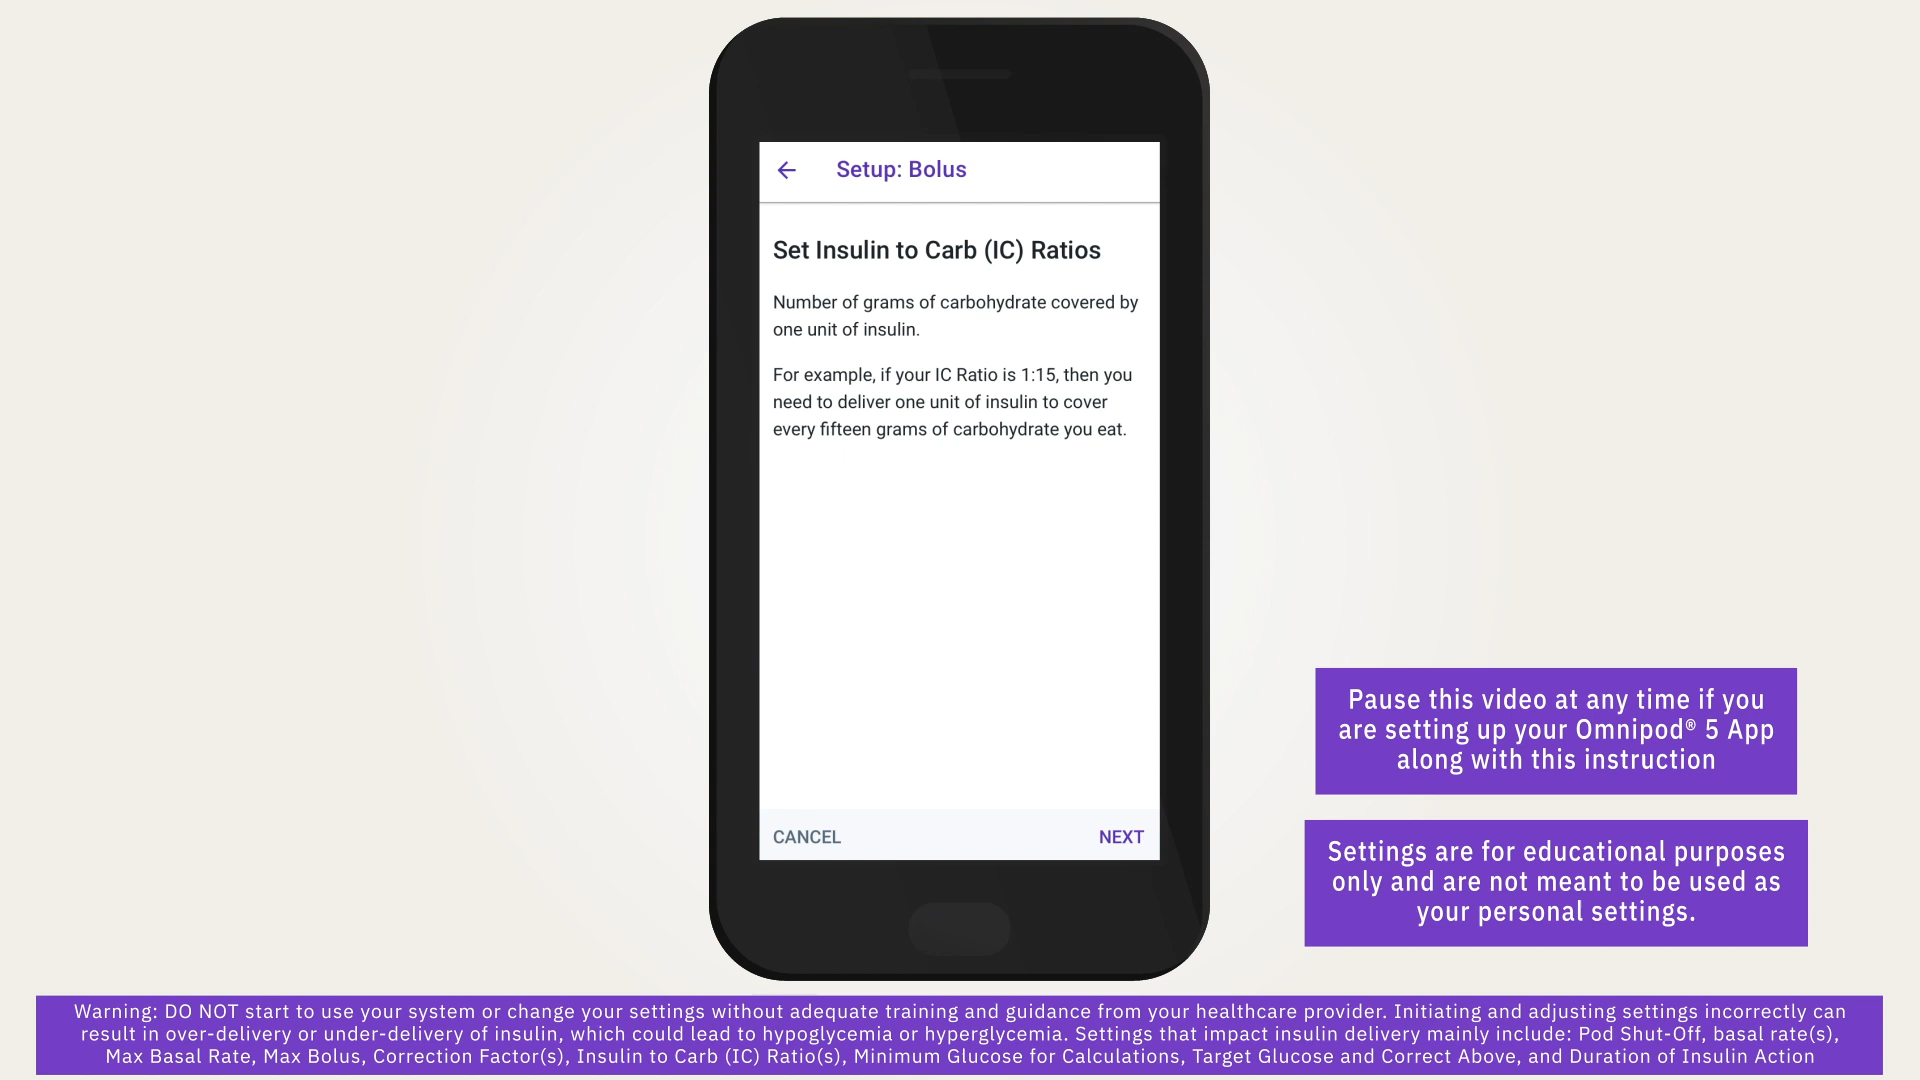 Setup: Bolus
Set Insulin to Carb (IC) Ratios
Number of grams of carbohydrate covered by
one unit of insulin.
For example, if your IC Ratio is 1:15, then you
need to deliver one unit of insulin to cover
every fifteen grams of carbohydrate you eat.
CANCEL
NEXT
Pause this video at any time if you
are setting up your Omnipod® 5 App
along with this instruction
Settings are for educational purposes
only and are not meant to be used as
your personal settings.
Warning: DO NOT start to use your system or change your settings without adequate training and guidance from your healthcare provider. Initiating and adjusting settings incorrectly can
result in over-delivery or under-delivery of insulin, which could lead to hypoglycemia or hyperglycemia. Settings that impact insulin delivery mainly include: Pod Shut-Off, basal rate(s),
Max Basal Rate, Max Bolus, Correction Factor(s), Insulin to Carb (IC) Ratio(s), Minimum Glucose for Calculations, Target Glucose and Correct Above, and Duration of Insulin Action